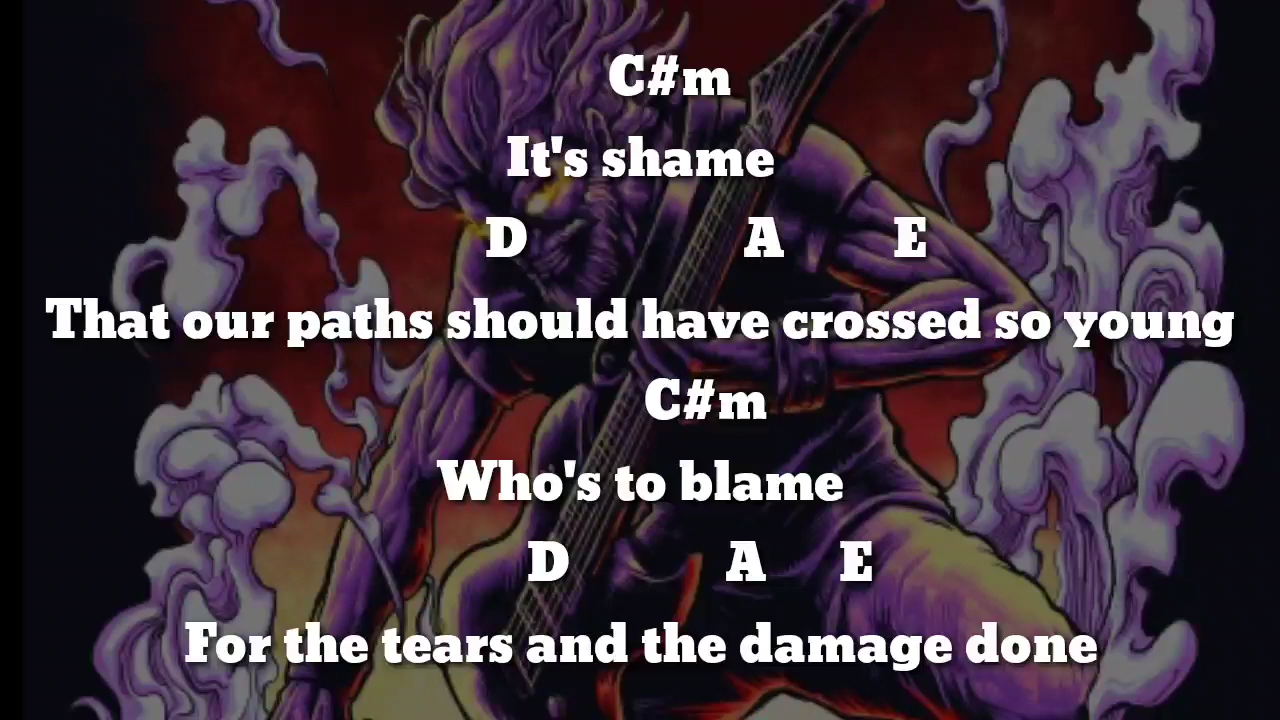 C#m
It's shame
D A E
That our paths should have crossed so young
C#m
Who's to blame
D A E
For the tears and the damage done